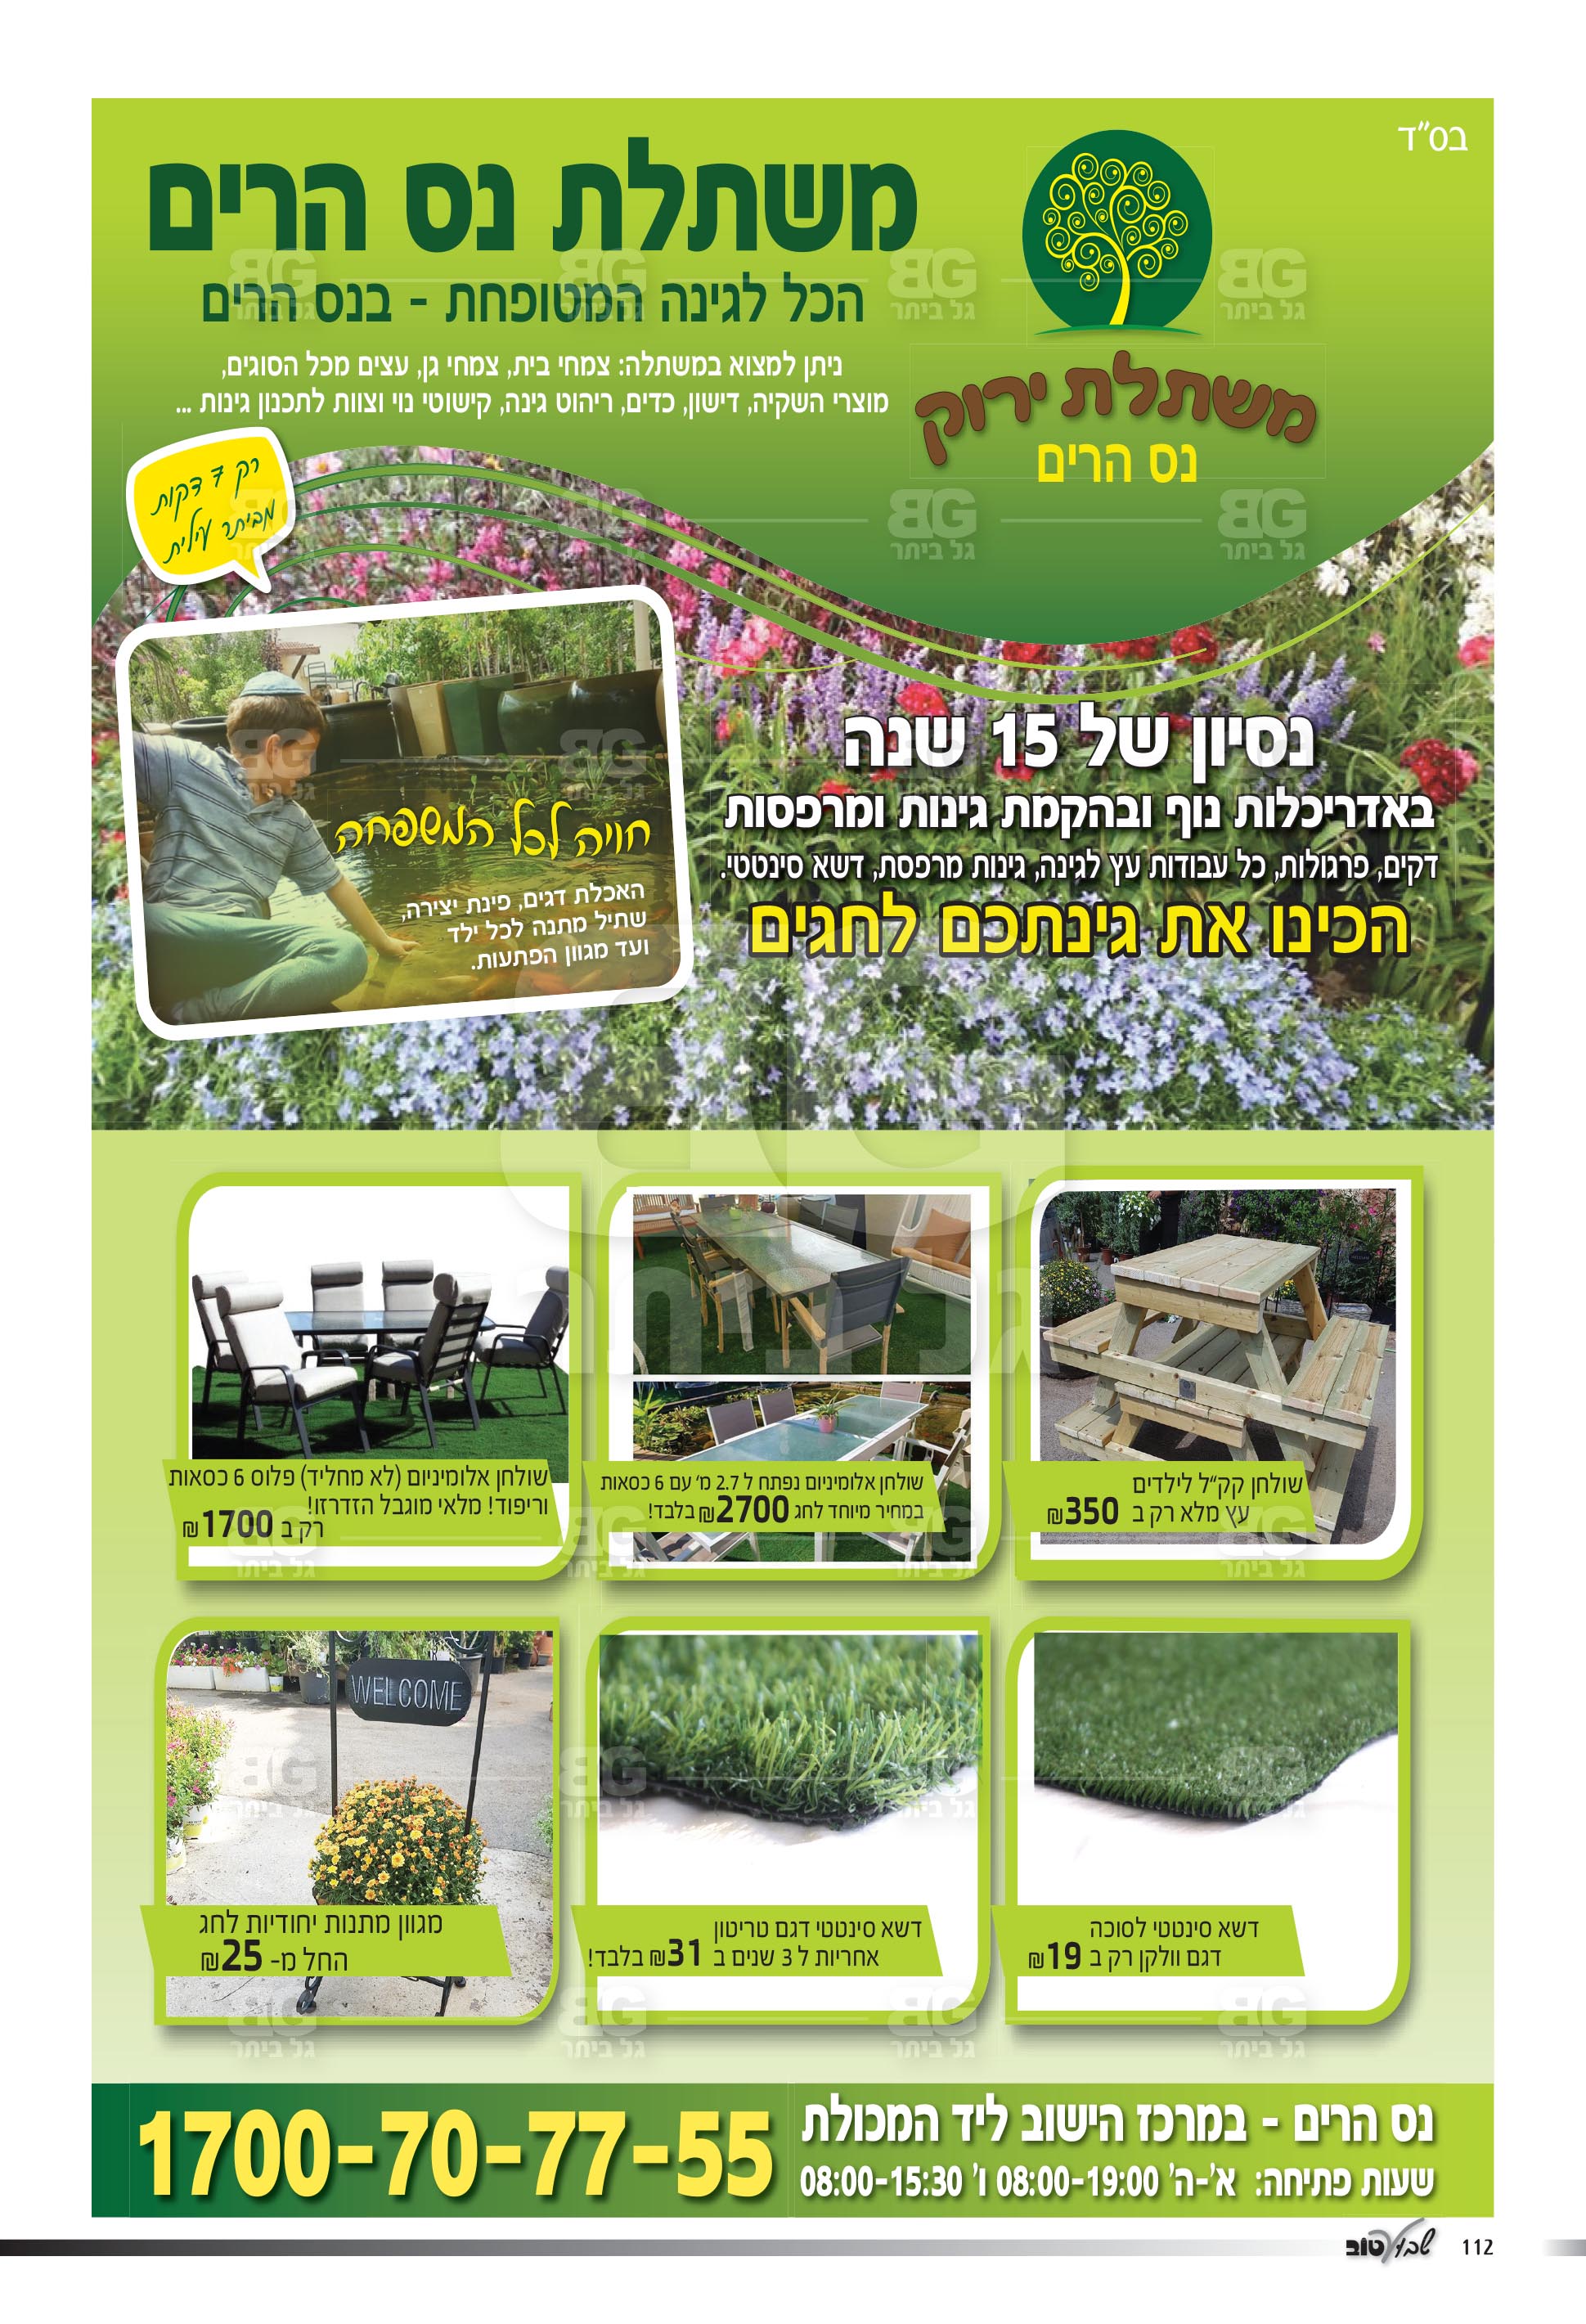 בס"ד
משתלת נס הרים
הכל לגינה המטופחת - בנס הרים
ניתן למצוא במשתלה: צמחי בית, צמחי גן, עצים מכל הסוגים,
מוצרי השקיה, דישון, כדים, ריהוט גינה, קישוטי נוי וצוות לתכנון גינות ...
משתלת ירוק
נס הרים
רק 7 דקות
מביתר עילית
נסיון של 15 שנה
באדריכלות נוף ובהקמת גינות ומרפסות
דקים, פרגולות, כל עבודות עץ לגינה, גינות מרפסת, דשא סינטטי.
הכינו את גינתכם לחגים
חויה לכל המשפחה
האכלת דגים, פינת יצירה,
שתיל מתנה לכל ילד
ועד מגוון הפתעות.
שולחן קק"ל לילדים
עץ מלא רק ב 350₪
שולחן אלומיניום נפתח ל 2.7 מ' עם 6 כסאות
במחיר מיוחד לחג 2700₪ בלבד!
שולחן אלומיניום (לא מחליד) פלוס 6 כסאות
וריפוד! מלאי מוגבל הזדרזו!
רק ב 1700 ₪
דשא סינטטי לסוכה
דגם וולקן רק ב 19₪
דשא סינטטי דגם טריטון
אחריות ל 3 שנים ב 31₪ בלבד!
WELCOME
מגוון מתנות יחודיות לחג
החל מ- 25₪
נס הרים - במרכז הישוב ליד המכולת
שעות פתיחה: א'-ה' 08:00-19:00 ו' 08:00-15:30
1700-70-77-55
112
שבוע טוב
BG
גל ביתר